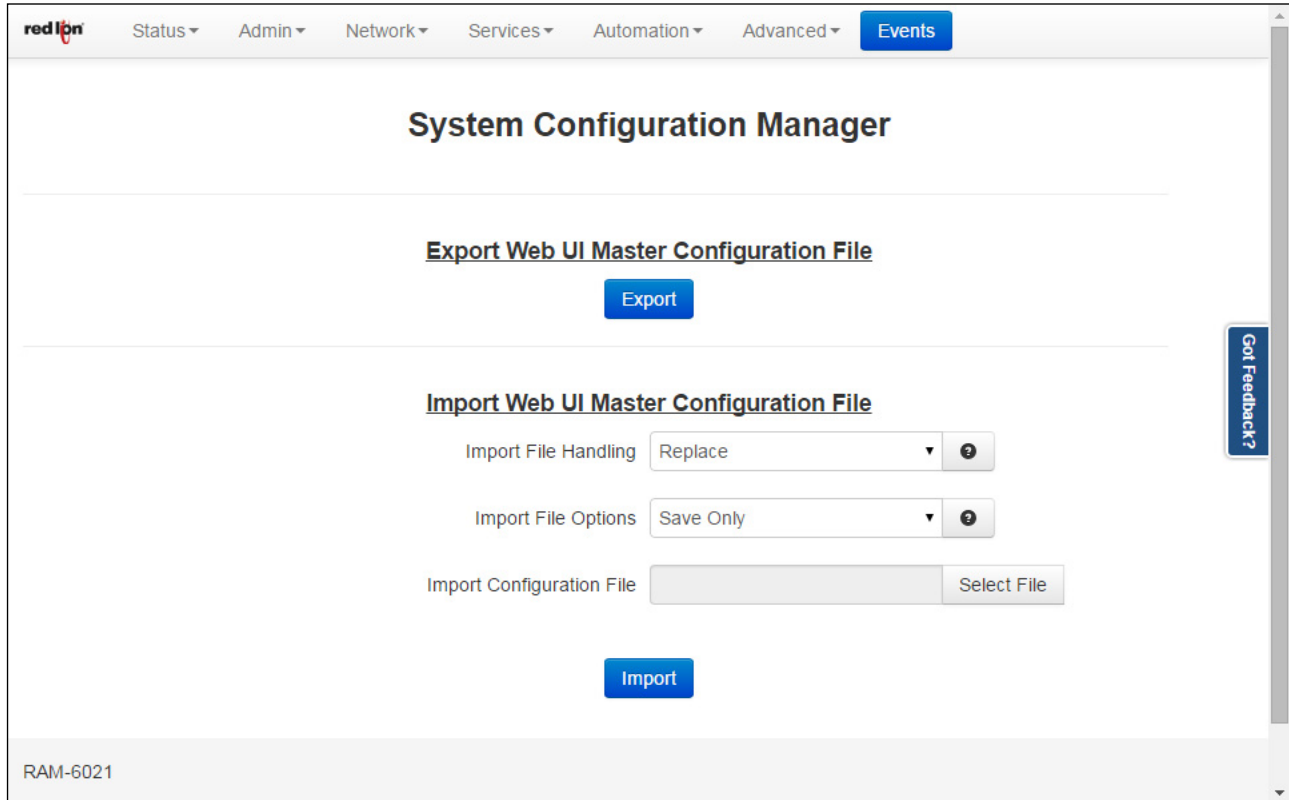 red lion Status Admin Network Services Automation Advanced Events
System Configuration Manager
Export Web UI Master Configuration File
Export
Got Feedback?
Import Web UI Master Configuration File
Import File Handling Replace ?
Import File Options Save Only ?
Import Configuration File Select File
Import
RAM-6021